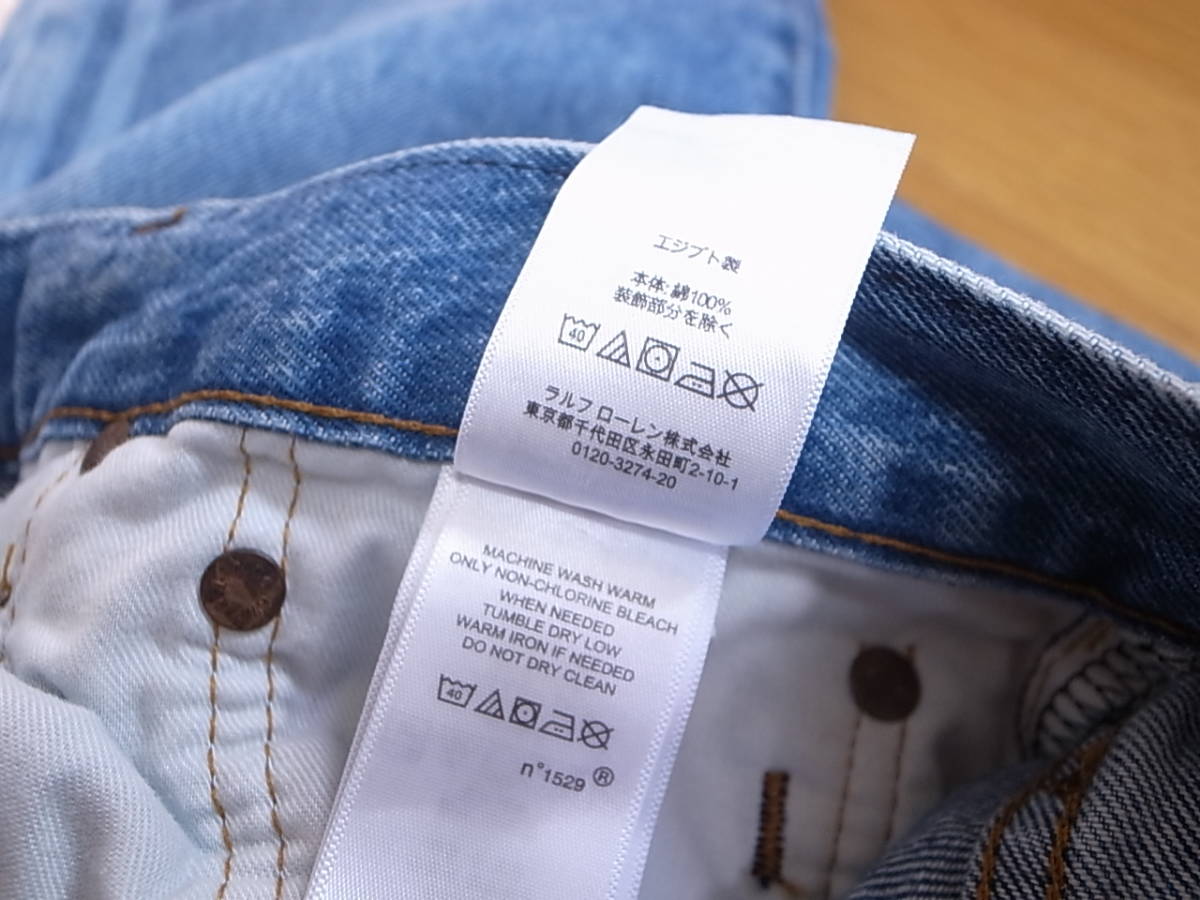 エジプト製
本体:綿100%
装飾部分を除く
40
ラルフ ローレン株式会社
東京都千代田区永田町2-10-1
0120-3274-20
MACHINE WASH WARM
ONLY NON-CHLORINE BLEACH
WHEN NEEDED
TUMBLE DRY LOW
WARM IRON IF NEEDED
DO NOT DRY CLEAN
40
n°1529 ®